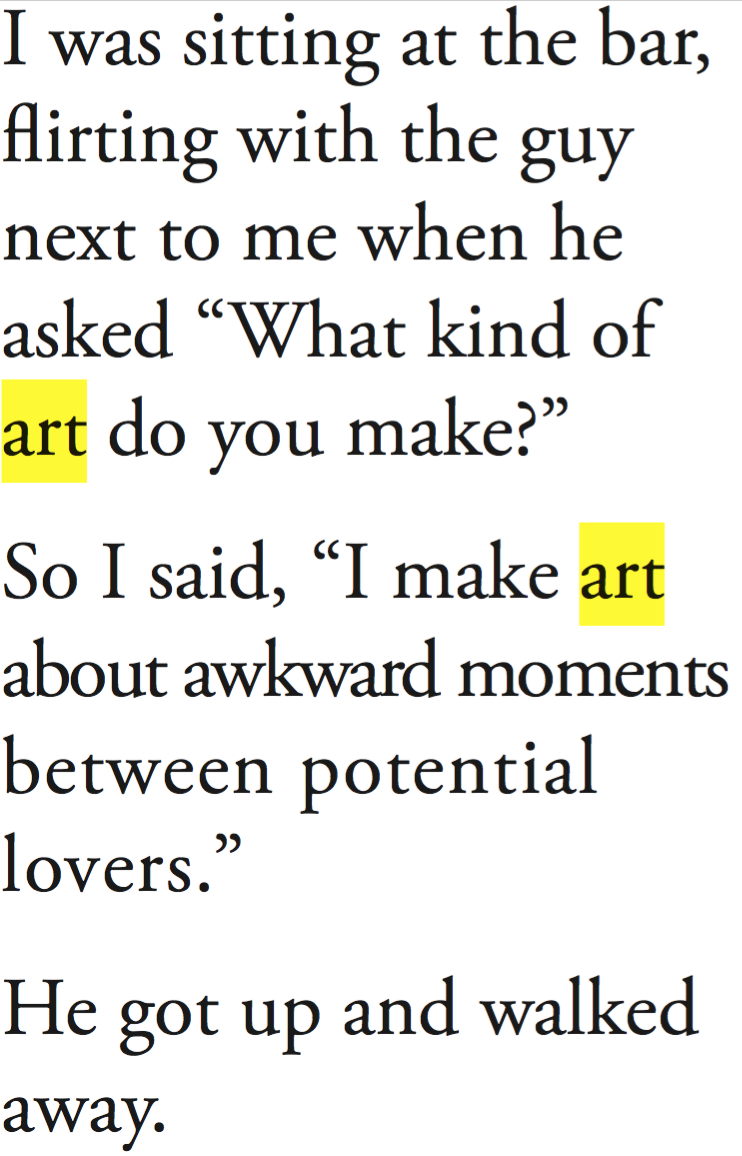 I was sitting at the bar,
flirting with the guy
next to me when he
asked “What kind of
art do you make?”
So I said, “I make art
about awkward moments
between potential
lovers.”
He got up and walked
away.